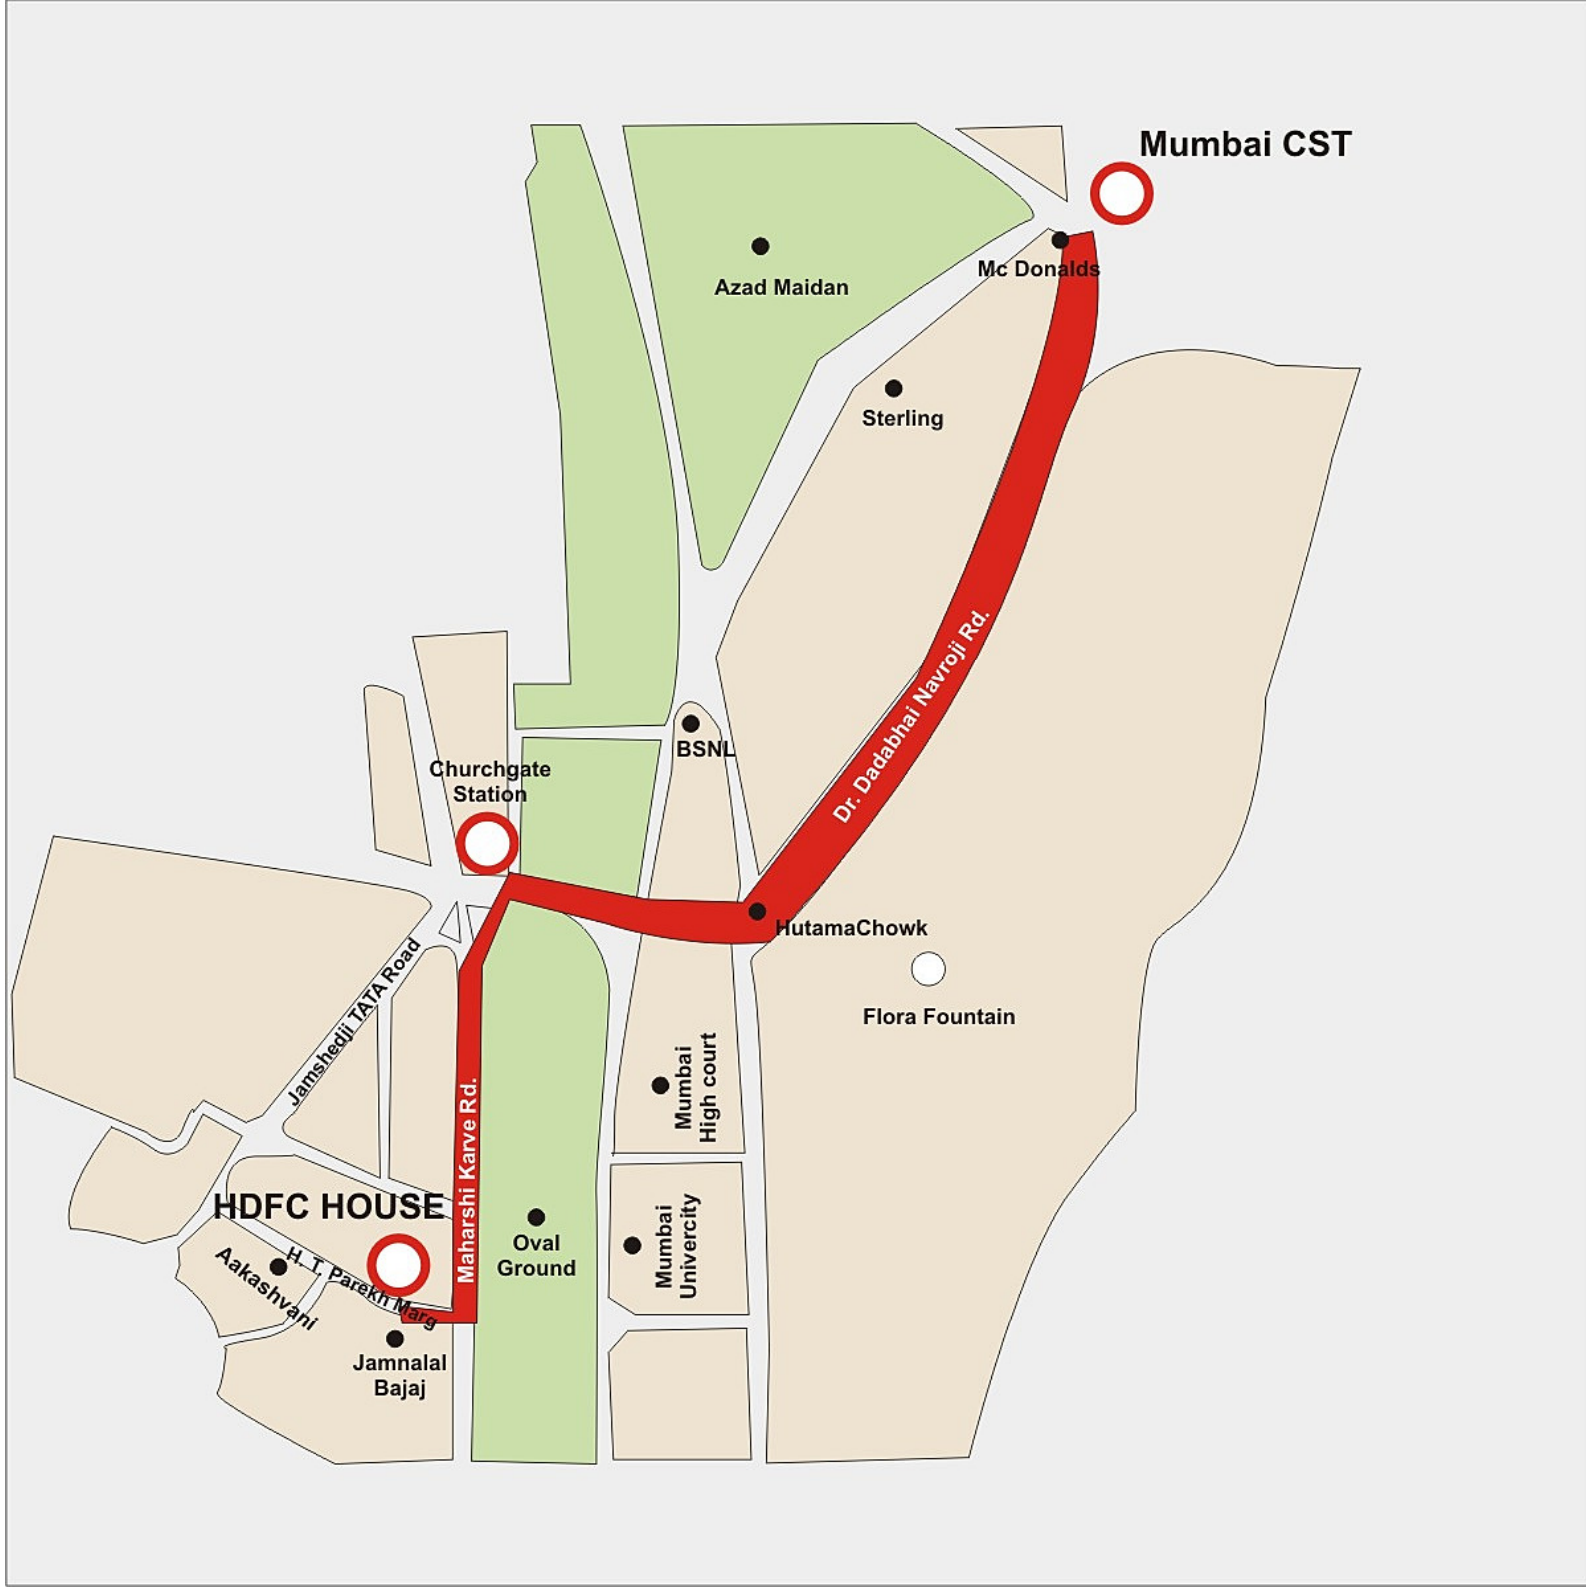 Mumbai CST
Mc Donalds
Azad Maidan
Sterling
Dr. Dadabhai Navroji Rd.
BSNL
Churchgate
Station
HutamaChowk
Flora Fountain
Jamshedji TATA Road
Mumbai
High court
Maharshi Karve Rd.
HDFC HOUSE
Mumbai
Univercity
Oval
Ground
H. T. Parekh Marg
Aakashvani
Jamnalal
Bajaj